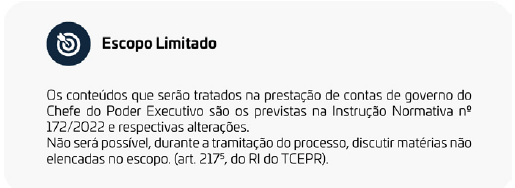 Escopo Limitado
Os conteúdos que serão tratados na prestação de contas de governo do
Chefe do Poder Executivo são os previstas na Instrução Normativa nº
172/2022 e respectivas alterações.
Não será possível, durante a tramitação do processo, discutir matérias não
elencadas no escopo. (art. 217⁵, do RI do TCEPR).